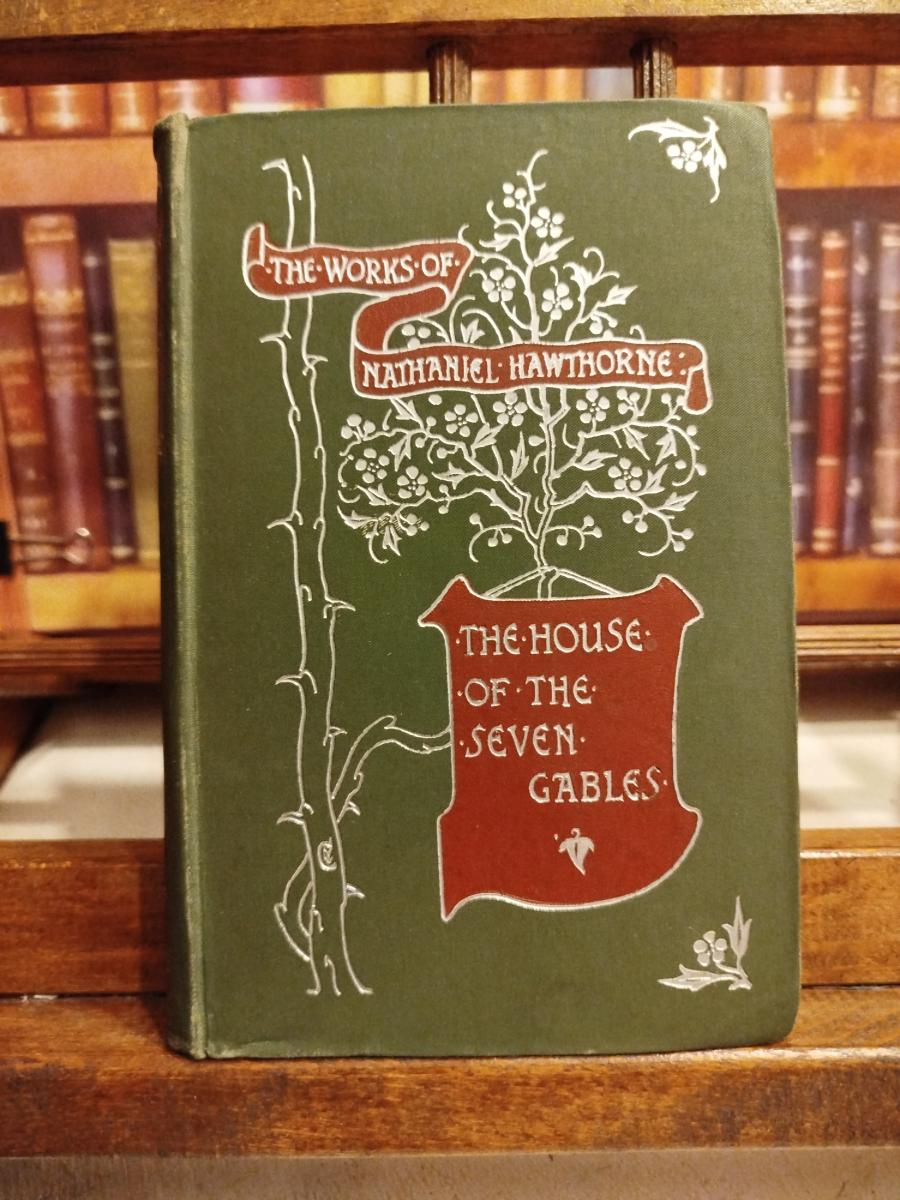 ·THE·WORKS·OF·
NATHANIEL·HAWTHORNE:
·THE·HOUSE·
·OF·THE·
·SEVEN·
GABLES·